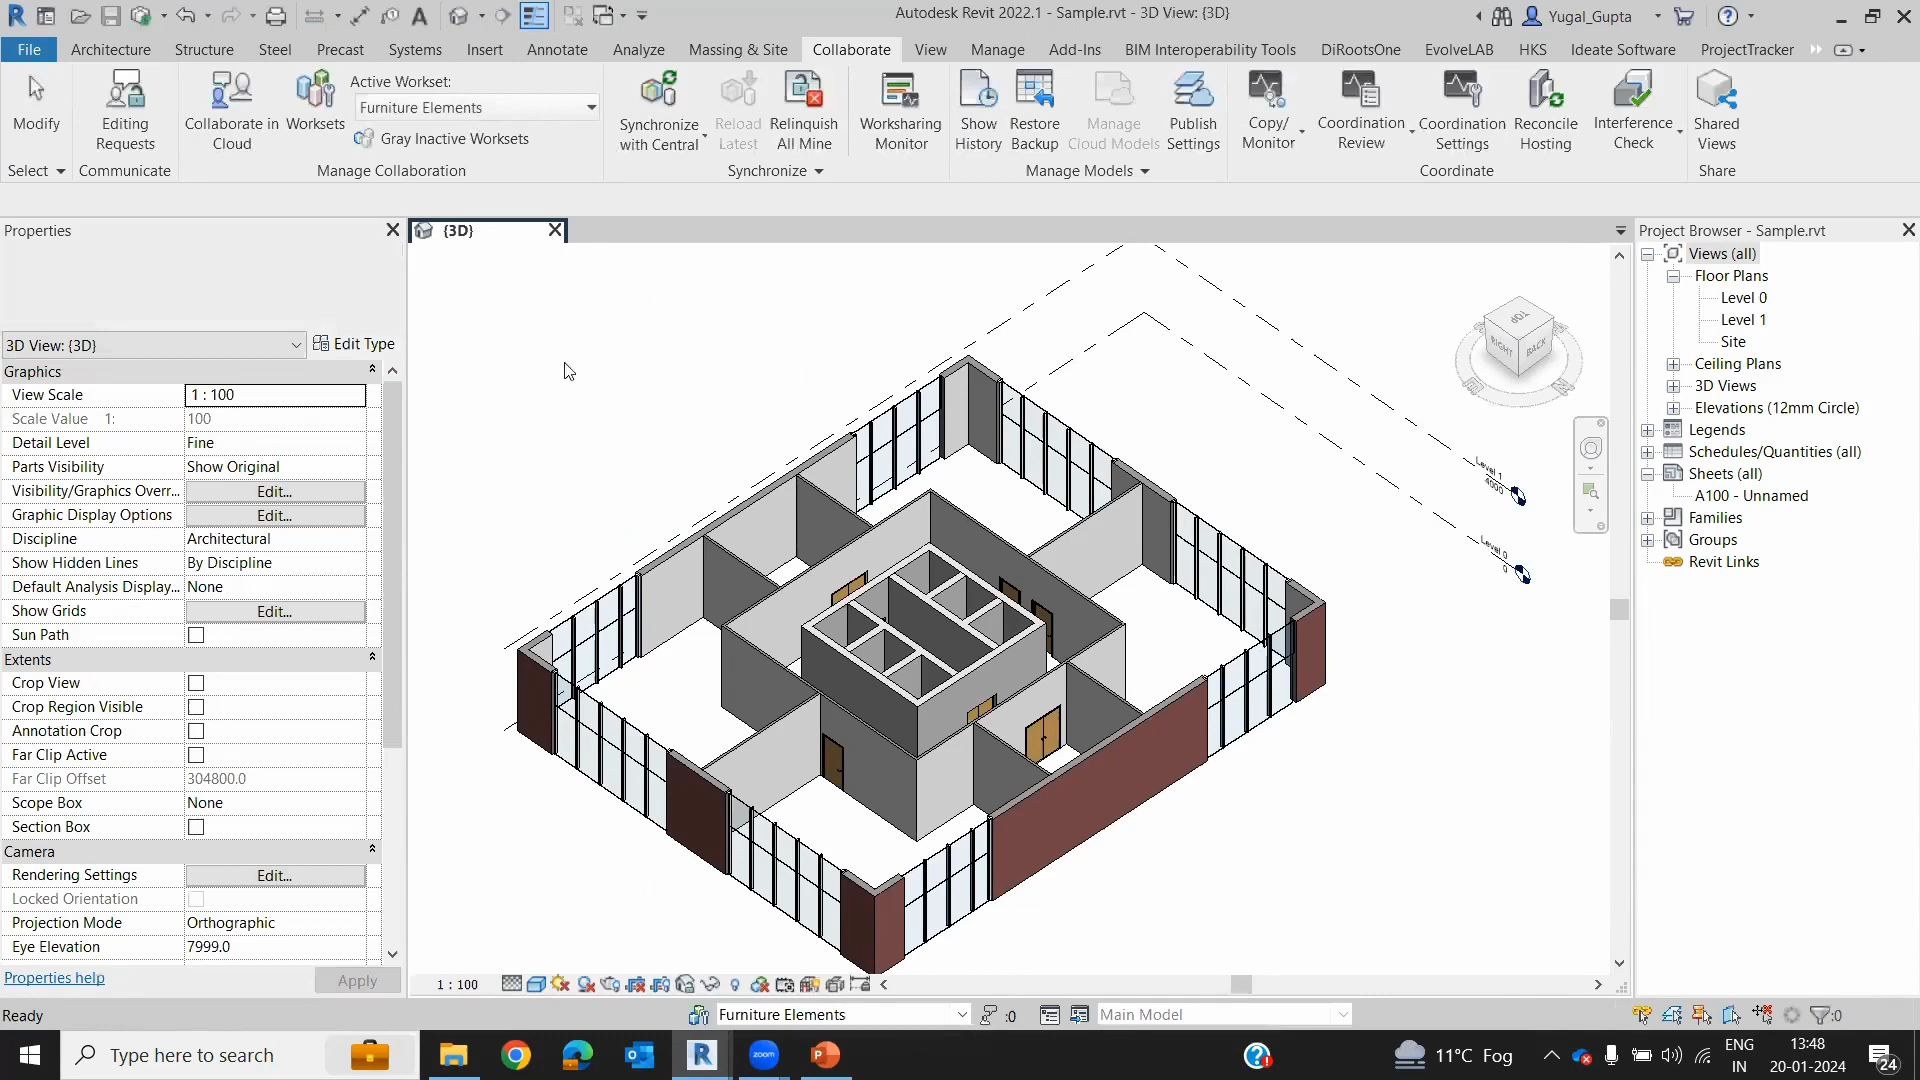 Autodesk Revit 2022.1 - Sample.rvt - 3D View: {3D}
Yugal_Gupta
File Architecture Structure Steel Precast Systems Insert Annotate Analyze Massing & Site Collaborate View Manage Add-Ins BIM Interoperability Tools DiRootsOne EvolveLAB HKS Ideate Software ProjectTracker
Modify
Select
Editing
Requests
Communicate
Collaborate in
Cloud
Worksets
Active Workset:
Furniture Elements
Gray Inactive Worksets
Manage Collaboration
Synchronize
with Central
Reload
Latest
Relinquish
All Mine
Synchronize
Worksharing
Monitor
Show
History
Restore
Backup
Manage
Cloud Models
Publish
Settings
Manage Models
Copy/
Monitor
Coordination
Review
Coordination
Settings
Reconcile
Hosting
Interference
Check
Coordinate
Shared
Views
Share
Properties
3D View: {3D}
Edit Type
Graphics
View Scale 1 : 100
Scale Value 1: 100
Detail Level Fine
Parts Visibility Show Original
Visibility/Graphics Overr... Edit...
Graphic Display Options Edit...
Discipline Architectural
Show Hidden Lines By Discipline
Default Analysis Display... None
Show Grids Edit...
Sun Path
Extents
Crop View
Crop Region Visible
Annotation Crop
Far Clip Active
Far Clip Offset 304800.0
Scope Box None
Section Box
Camera
Rendering Settings Edit...
Locked Orientation
Projection Mode Orthographic
Eye Elevation 7999.0
Properties help
Apply
{3D}
TOP
RIGHT
BACK
Level 1
4000
Level 0
0
1 : 100
Project Browser - Sample.rvt
Views (all)
Floor Plans
Level 0
Level 1
Site
Ceiling Plans
3D Views
Elevations (12mm Circle)
Legends
Schedules/Quantities (all)
Sheets (all)
A100 - Unnamed
Families
Groups
Revit Links
Ready
Furniture Elements
:0
Main Model
:0
Type here to search
zoom
11°C Fog
ENG
IN
13:48
20-01-2024
24